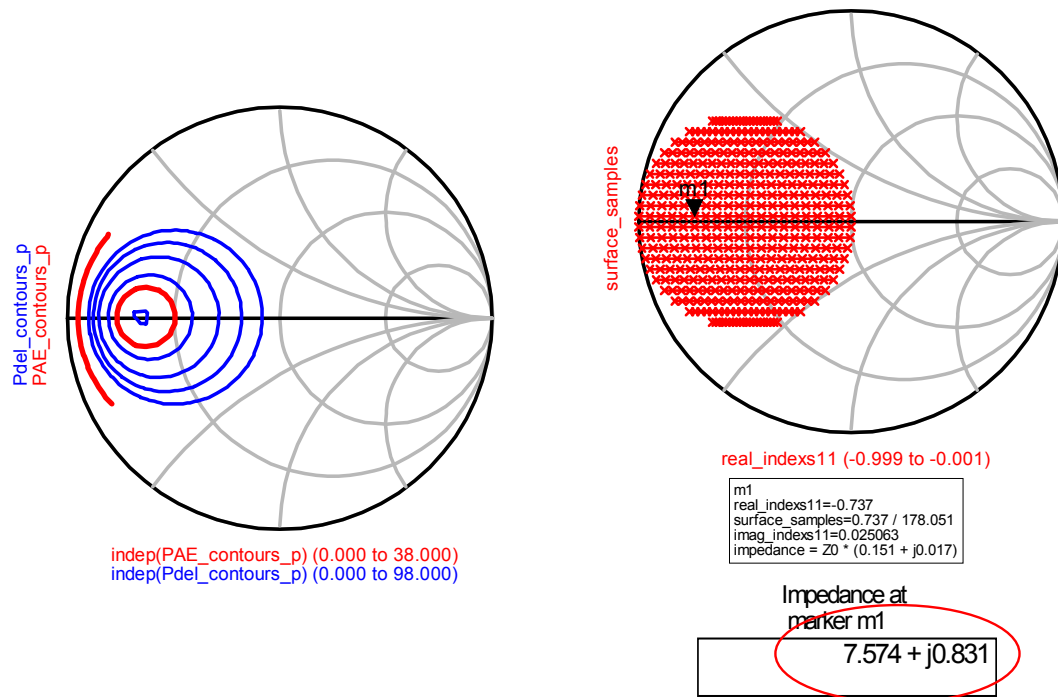 Pdel_contours_p
PAE_contours_p
indep(PAE_contours_p) (0.000 to 38.000)
indep(Pdel_contours_p) (0.000 to 98.000)
surface_samples
m1
real_indexs11 (-0.999 to -0.001)
m1
real_indexs11=-0.737
surface_samples=0.737 / 178.051
imag_indexs11=0.025063
impedance = Z0 * (0.151 + j0.017)
Impedance at
marker m1
7.574 + j0.831